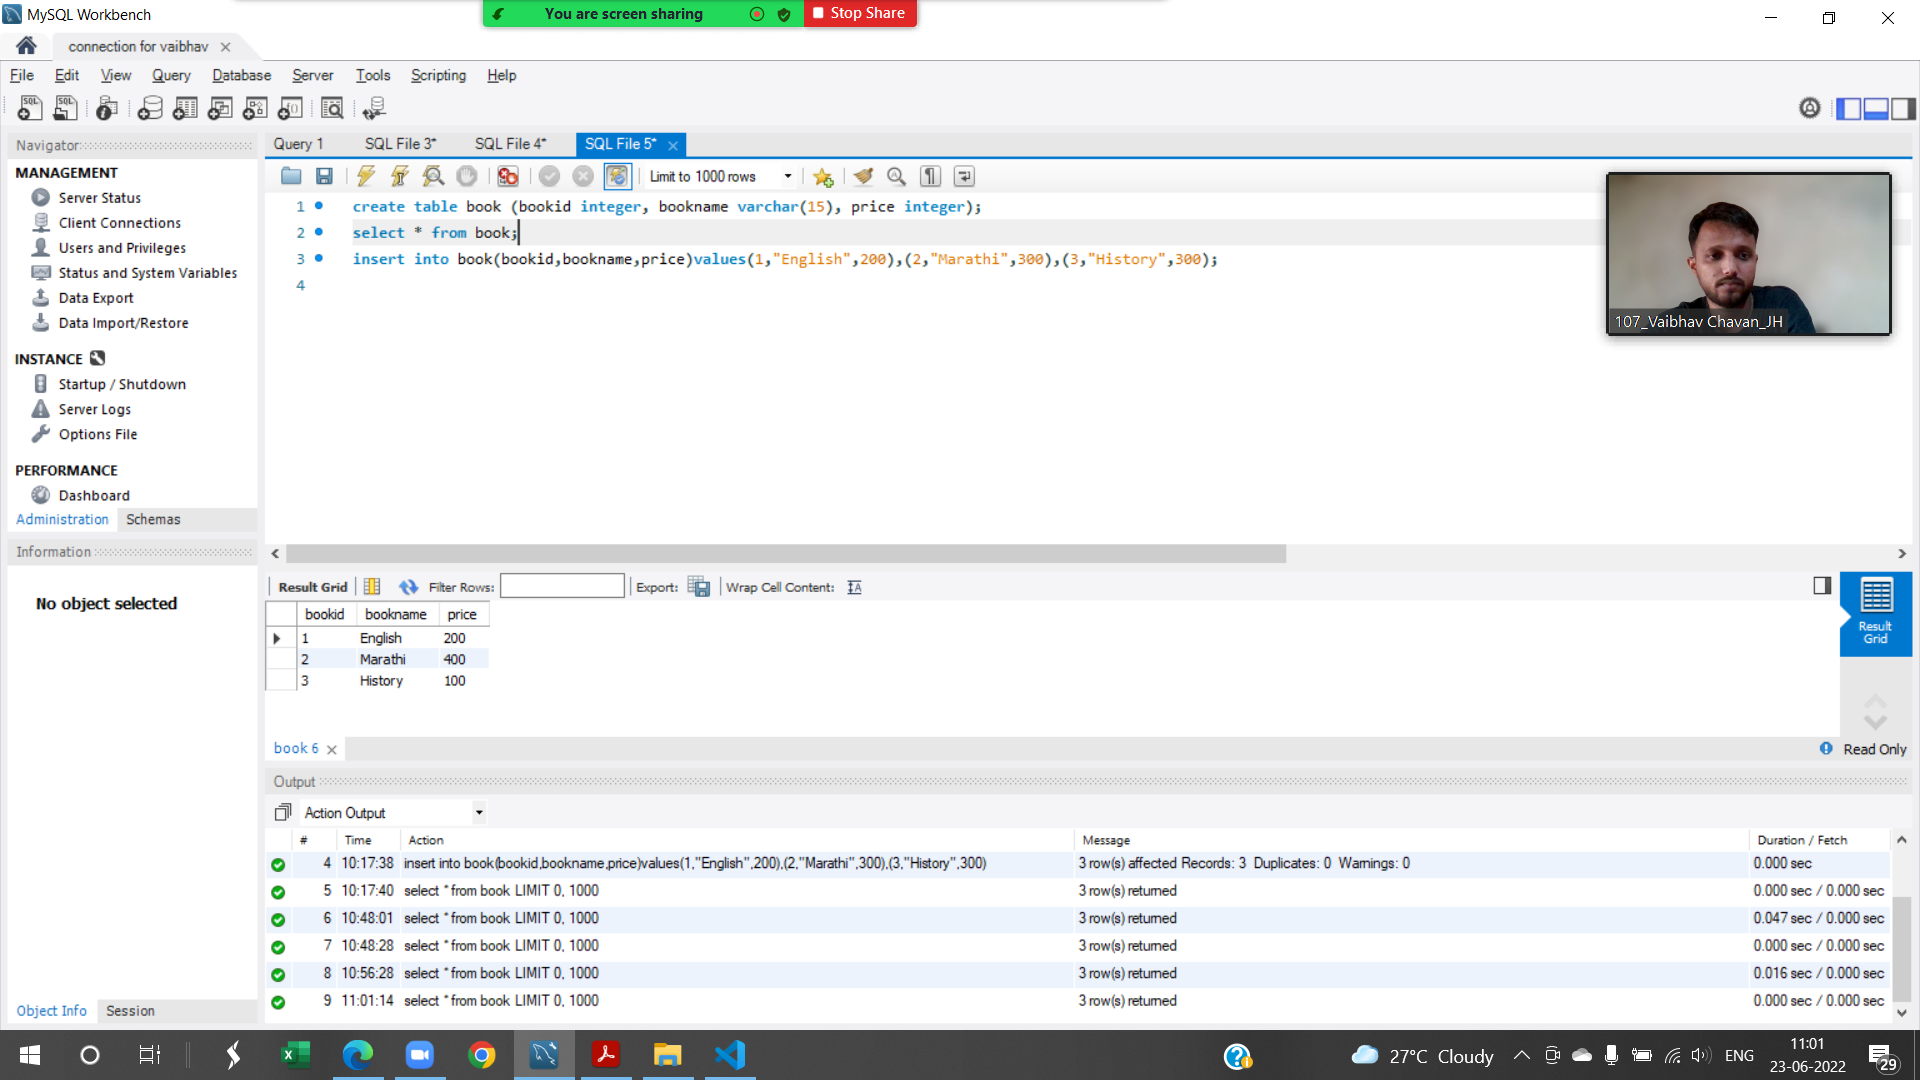 MySQL Workbench
You are screen sharing
Stop Share
connection for vaibhav
File Edit View Query Database Server Tools Scripting Help
Navigator
MANAGEMENT
Server Status
Client Connections
Users and Privileges
Status and System Variables
Data Export
Data Import/Restore
INSTANCE
Startup / Shutdown
Server Logs
Options File
PERFORMANCE
Dashboard
Administration Schemas
Information
No object selected
Object Info Session
Query 1 SQL File 3* SQL File 4* SQL File 5*
Limit to 1000 rows
1 create table book (bookid integer, bookname varchar(15), price integer);
2 select * from book;
3 insert into book(bookid,bookname,price)values(1,"English",200),(2,"Marathi",300),(3,"History",300);
4
107_Vaibhav Chavan_JH
Result Grid Filter Rows: Export: Wrap Cell Content:
bookid bookname price
1 English 200
2 Marathi 400
3 History 100
Result
Grid
book 6
Read Only
Output
Action Output
# Time Action Message Duration / Fetch
4 10:17:38 insert into book(bookid,bookname,price)values(1,"English",200),(2,"Marathi",300),(3,"History",300) 3 row(s) affected Records: 3 Duplicates: 0 Warnings: 0 0.000 sec
5 10:17:40 select * from book LIMIT 0, 1000 3 row(s) returned 0.000 sec / 0.000 sec
6 10:48:01 select * from book LIMIT 0, 1000 3 row(s) returned 0.047 sec / 0.000 sec
7 10:48:28 select * from book LIMIT 0, 1000 3 row(s) returned 0.000 sec / 0.000 sec
8 10:56:28 select * from book LIMIT 0, 1000 3 row(s) returned 0.016 sec / 0.000 sec
9 11:01:14 select * from book LIMIT 0, 1000 3 row(s) returned 0.000 sec / 0.000 sec
27°C Cloudy
ENG
11:01
23-06-2022
29